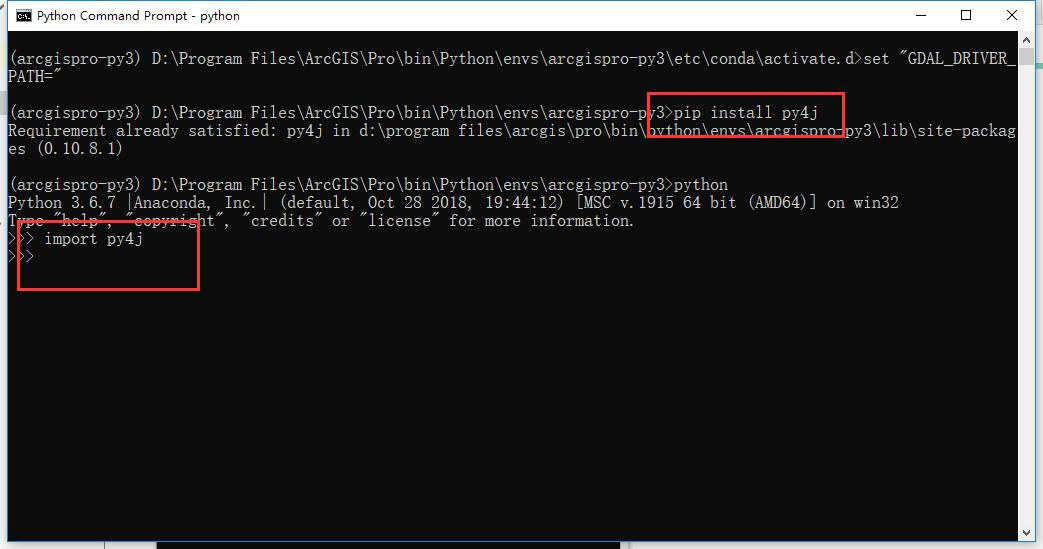 Python Command Prompt - python
(arcgispro-py3) D:\Program Files\ArcGIS\Pro\bin\Python\envs\arcgispro-py3\etc\conda\activate.d>set "GDAL_DRIVER_
PATH="
(arcgispro-py3) D:\Program Files\ArcGIS\Pro\bin\Python\envs\arcgispro-py3>pip install py4j
Requirement already satisfied: py4j in d:\program files\arcgis\pro\bin\python\envs\arcgispro-py3\lib\site-packag
es (0.10.8.1)
(arcgispro-py3) D:\Program Files\ArcGIS\Pro\bin\Python\envs\arcgispro-py3>python
Python 3.6.7 |Anaconda, Inc.| (default, Oct 28 2018, 19:44:12) [MSC v.1915 64 bit (AMD64)] on win32
Type "help", "copyright", "credits" or "license" for more information.
>>> import py4j
>>>